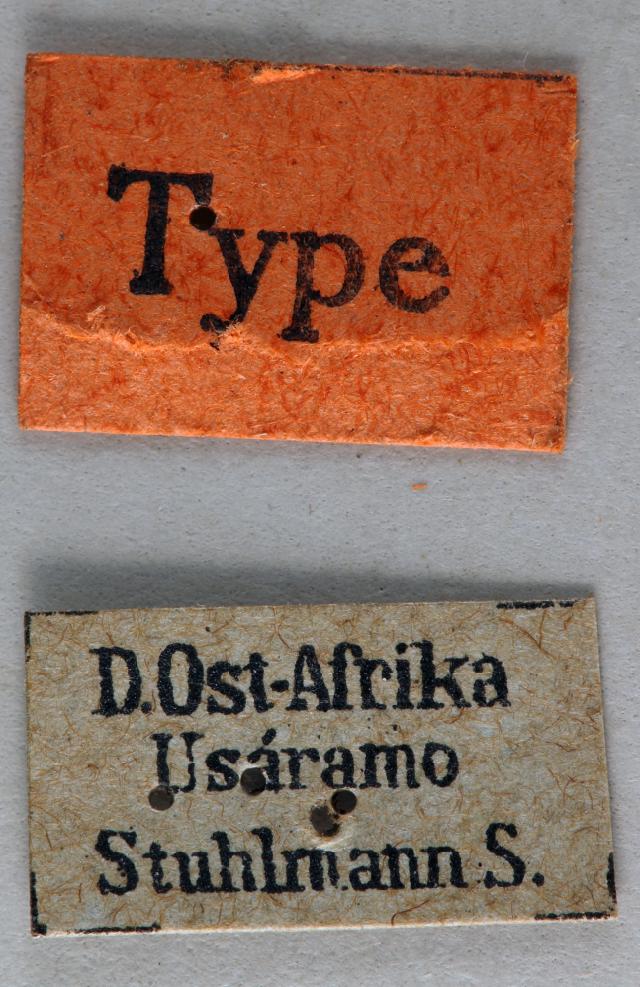 Type
D.Ost-Afrika
Usáramo
Stuhlmann S.